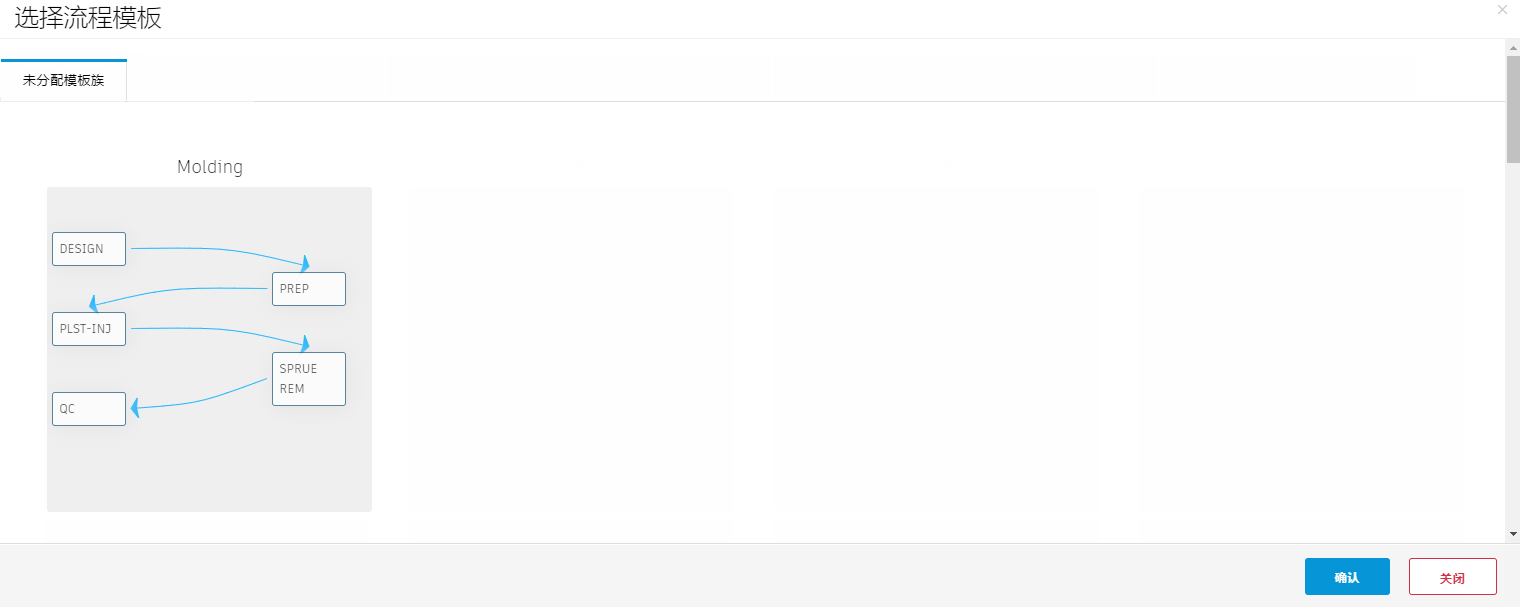 选择流程模板
未分配模板族
Molding
DESIGN
PREP
PLST-INJ
SPRUE
REM
QC
确认
关闭